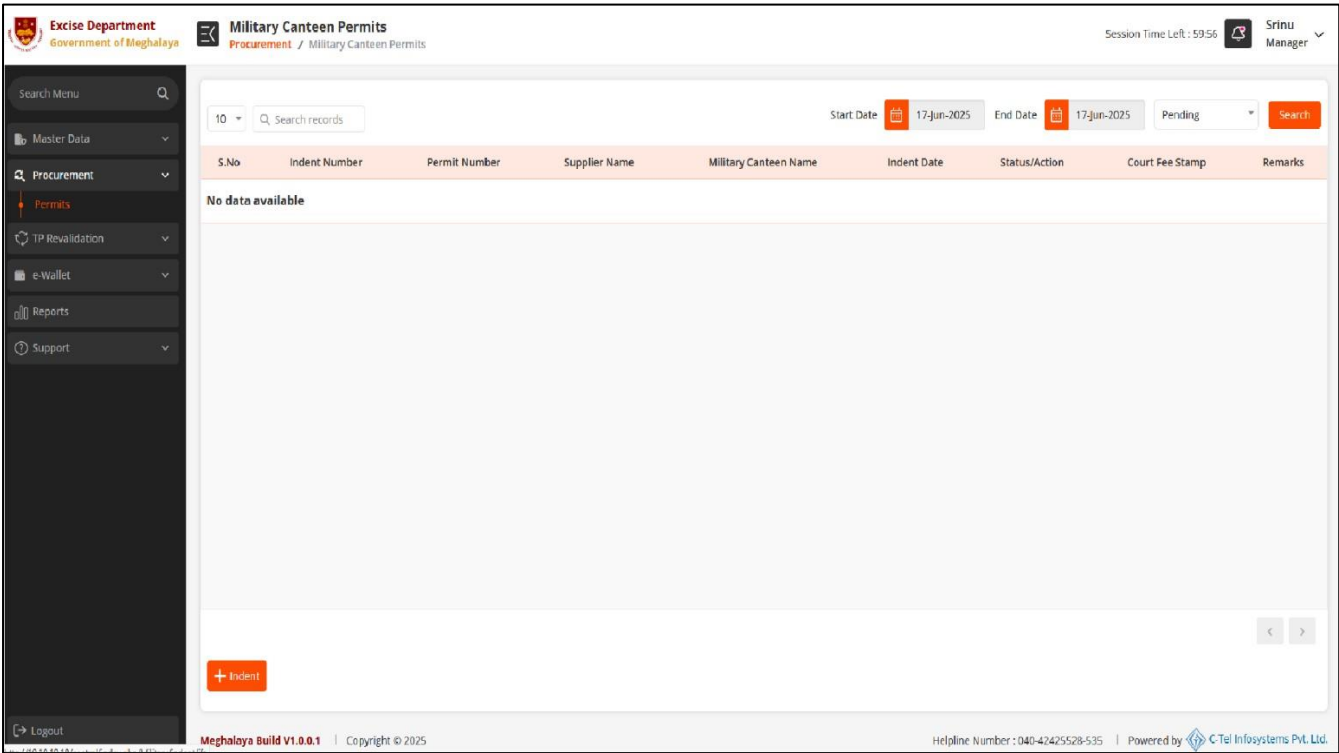 Excise Department
Government of Meghalaya
Military Canteen Permits
Procurement / Military Canteen Permits
Session Time Left : 59:56
Srinu
Manager
Search Menu
Master Data
Procurement
Permits
TP Revalidation
e-Wallet
Reports
Support
Logout
10 Search records Start Date 17-Jun-2025 End Date 17-Jun-2025 Pending Search
S.No Indent Number Permit Number Supplier Name Military Canteen Name Indent Date Status/Action Court Fee Stamp Remarks
No data available
< >
+ Indent
Meghalaya Build V1.0.0.1 | Copyright © 2025 Helpline Number : 040-42425528-535 | Powered by C-Tel Infosystems Pvt. Ltd.